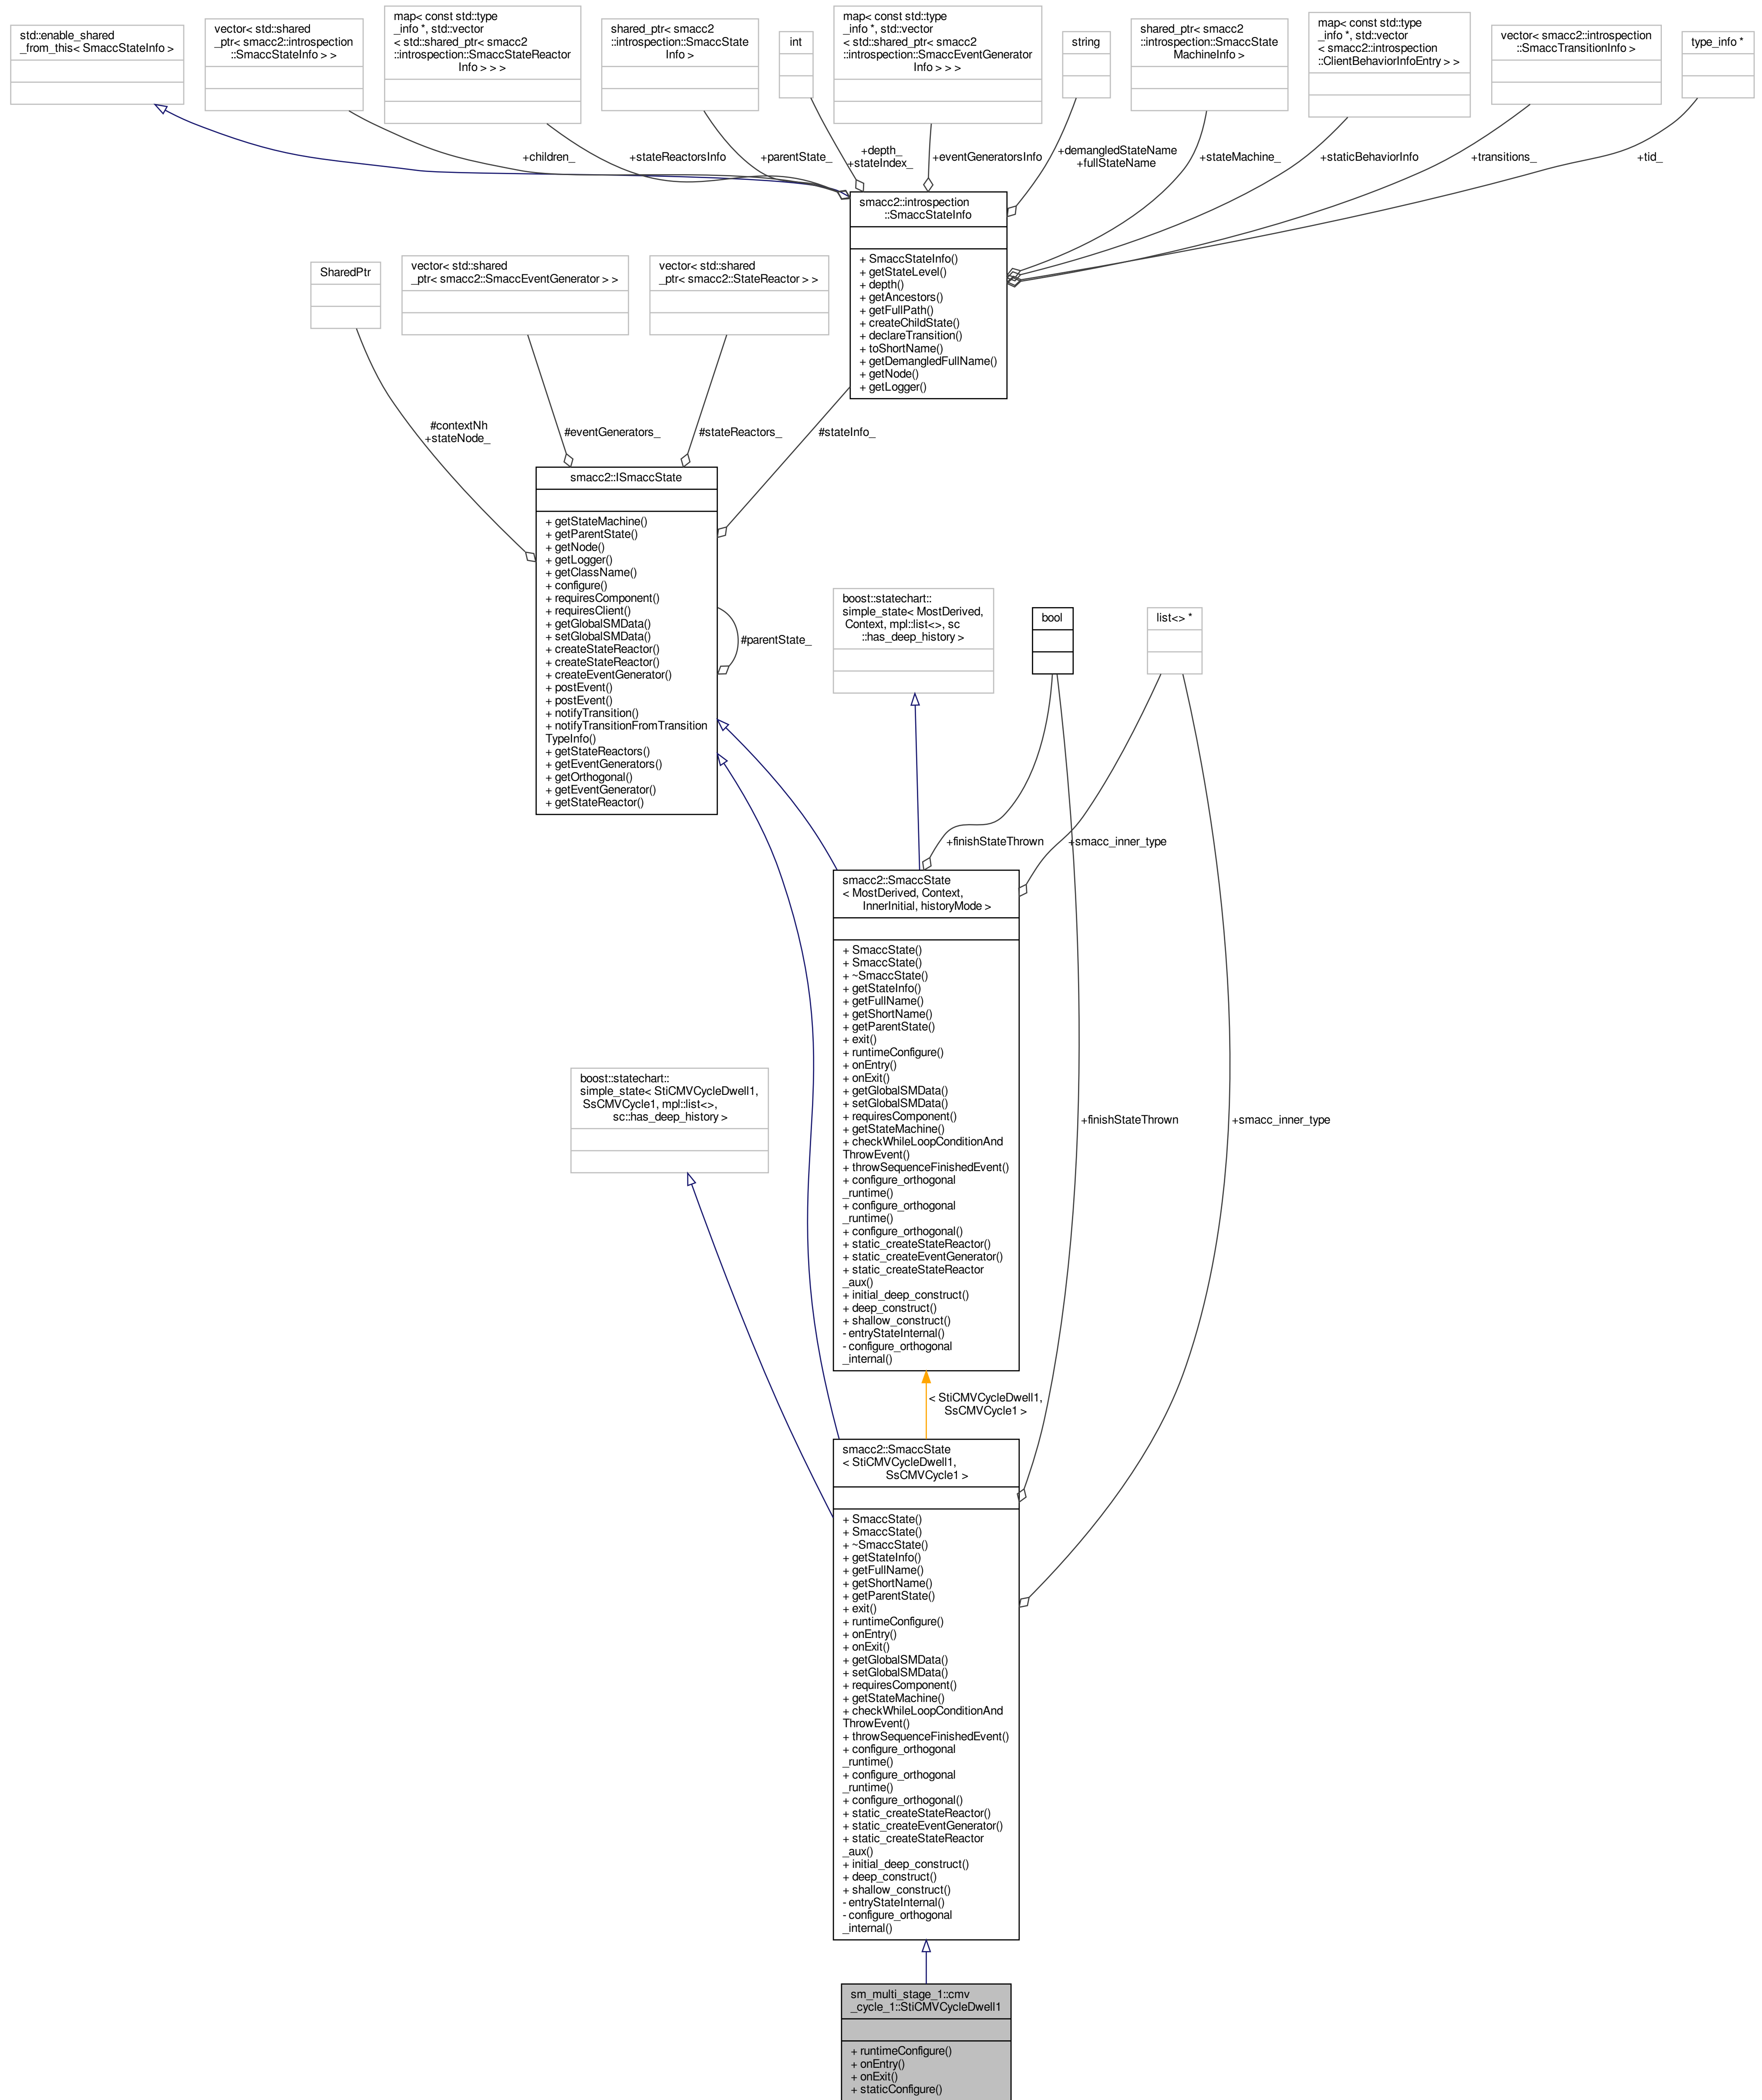 std::enable_shared
_from_this< SmaccStateInfo >
vector< std::shared
_ptr< smacc2::introspection
::SmaccStateInfo > >
map< const std::type
_info *, std::vector
< std::shared_ptr< smacc2
::introspection::SmaccStateReactor
Info > > >
shared_ptr< smacc2
::introspection::SmaccState
Info >
int
map< const std::type
_info *, std::vector
< std::shared_ptr< smacc2
::introspection::SmaccEventGenerator
Info > > >
string
shared_ptr< smacc2
::introspection::SmaccState
MachineInfo >
map< const std::type
_info *, std::vector
< smacc2::introspection
::ClientBehaviorInfoEntry > >
vector< smacc2::introspection
::SmaccTransitionInfo >
type_info *
+children_
+stateReactorsInfo
+parentState_
+depth_
+stateIndex_
+eventGeneratorsInfo
+demangledStateName
+fullStateName
+stateMachine_
+staticBehaviorInfo
+transitions_
+tid_
smacc2::introspection
::SmaccStateInfo
+ SmaccStateInfo()
+ getStateLevel()
+ depth()
+ getAncestors()
+ getFullPath()
+ createChildState()
+ declareTransition()
+ toShortName()
+ getDemangledFullName()
+ getNode()
+ getLogger()
SharedPtr
vector< std::shared
_ptr< smacc2::SmaccEventGenerator > >
vector< std::shared
_ptr< smacc2::StateReactor > >
#contextNh
+stateNode_
#eventGenerators_
#stateReactors_
#stateInfo_
smacc2::ISmaccState
+ getStateMachine()
+ getParentState()
+ getNode()
+ getLogger()
+ getClassName()
+ configure()
+ requiresComponent()
+ requiresClient()
+ getGlobalSMData()
+ setGlobalSMData()
+ createStateReactor()
+ createStateReactor()
+ createEventGenerator()
+ postEvent()
+ postEvent()
+ notifyTransition()
+ notifyTransitionFromTransition
TypeInfo()
+ getStateReactors()
+ getEventGenerators()
+ getOrthogonal()
+ getEventGenerator()
+ getStateReactor()
#parentState_
boost::statechart::
simple_state< MostDerived,
Context, mpl::list<>, sc
::has_deep_history >
bool
list<> *
+finishStateThrown
+smacc_inner_type
smacc2::SmaccState
< MostDerived, Context,
InnerInitial, historyMode >
+ SmaccState()
+ SmaccState()
+ ~SmaccState()
+ getStateInfo()
+ getFullName()
+ getShortName()
+ getParentState()
+ exit()
+ runtimeConfigure()
+ onEntry()
+ onExit()
+ getGlobalSMData()
+ setGlobalSMData()
+ requiresComponent()
+ getStateMachine()
+ checkWhileLoopConditionAnd
ThrowEvent()
+ throwSequenceFinishedEvent()
+ configure_orthogonal
_runtime()
+ configure_orthogonal
_runtime()
+ configure_orthogonal()
+ static_createStateReactor()
+ static_createEventGenerator()
+ static_createStateReactor
_aux()
+ initial_deep_construct()
+ deep_construct()
+ shallow_construct()
- entryStateInternal()
- configure_orthogonal
_internal()
boost::statechart::
simple_state< StiCMVCycleDwell1,
SsCMVCycle1, mpl::list<>,
sc::has_deep_history >
+finishStateThrown
+smacc_inner_type
< StiCMVCycleDwell1,
SsCMVCycle1 >
smacc2::SmaccState
< StiCMVCycleDwell1,
SsCMVCycle1 >
+ SmaccState()
+ SmaccState()
+ ~SmaccState()
+ getStateInfo()
+ getFullName()
+ getShortName()
+ getParentState()
+ exit()
+ runtimeConfigure()
+ onEntry()
+ onExit()
+ getGlobalSMData()
+ setGlobalSMData()
+ requiresComponent()
+ getStateMachine()
+ checkWhileLoopConditionAnd
ThrowEvent()
+ throwSequenceFinishedEvent()
+ configure_orthogonal
_runtime()
+ configure_orthogonal
_runtime()
+ configure_orthogonal()
+ static_createStateReactor()
+ static_createEventGenerator()
+ static_createStateReactor
_aux()
+ initial_deep_construct()
+ deep_construct()
+ shallow_construct()
- entryStateInternal()
- configure_orthogonal
_internal()
sm_multi_stage_1::cmv
_cycle_1::StiCMVCycleDwell1
+ runtimeConfigure()
+ onEntry()
+ onExit()
+ staticConfigure()